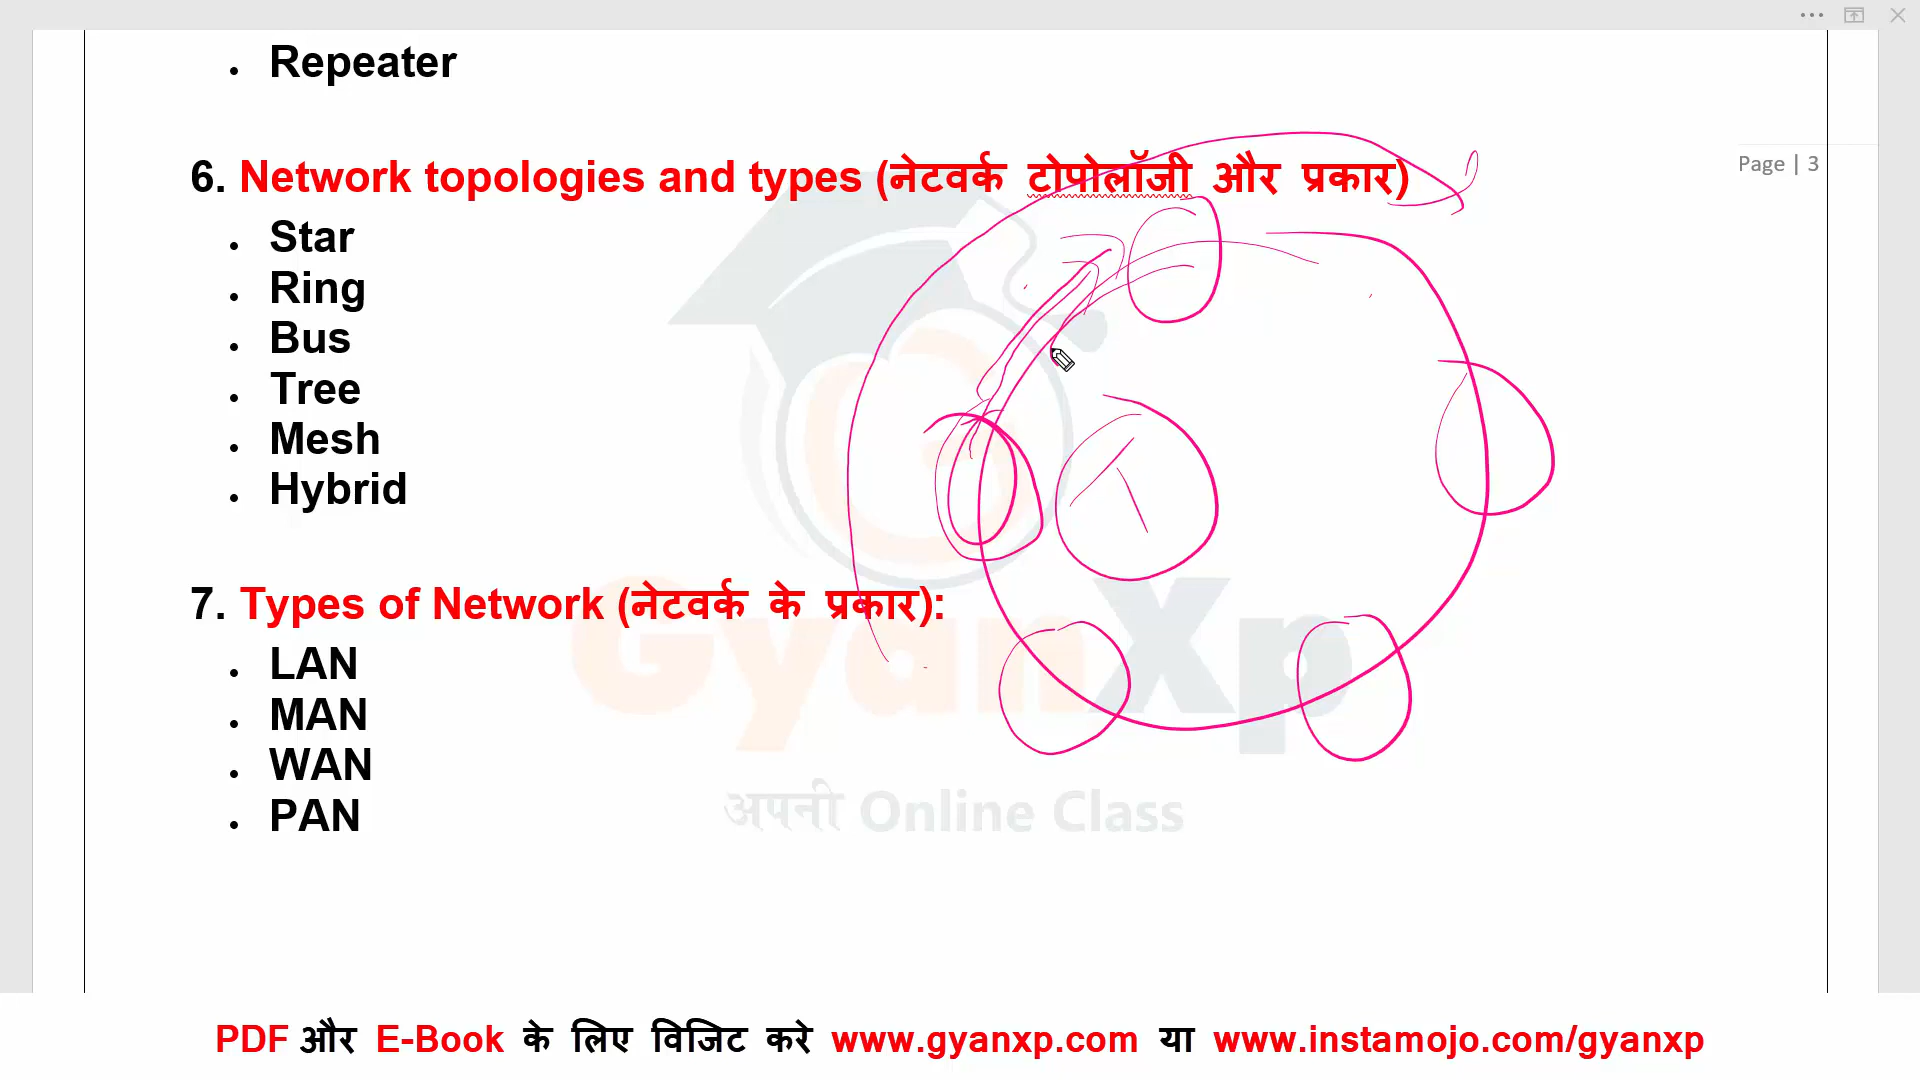 Repeater
Page | 3
6. Network topologies and types (नेटवर्क टोपोलॉजी और प्रकार)
Star
Ring
Bus
Tree
Mesh
Hybrid
7. Types of Network (नेटवर्क के प्रकार):
LAN
MAN
WAN
PAN
GyanXp
अपनी Online Class
PDF और E-Book के लिए विजिट करे www.gyanxp.com या www.instamojo.com/gyanxp